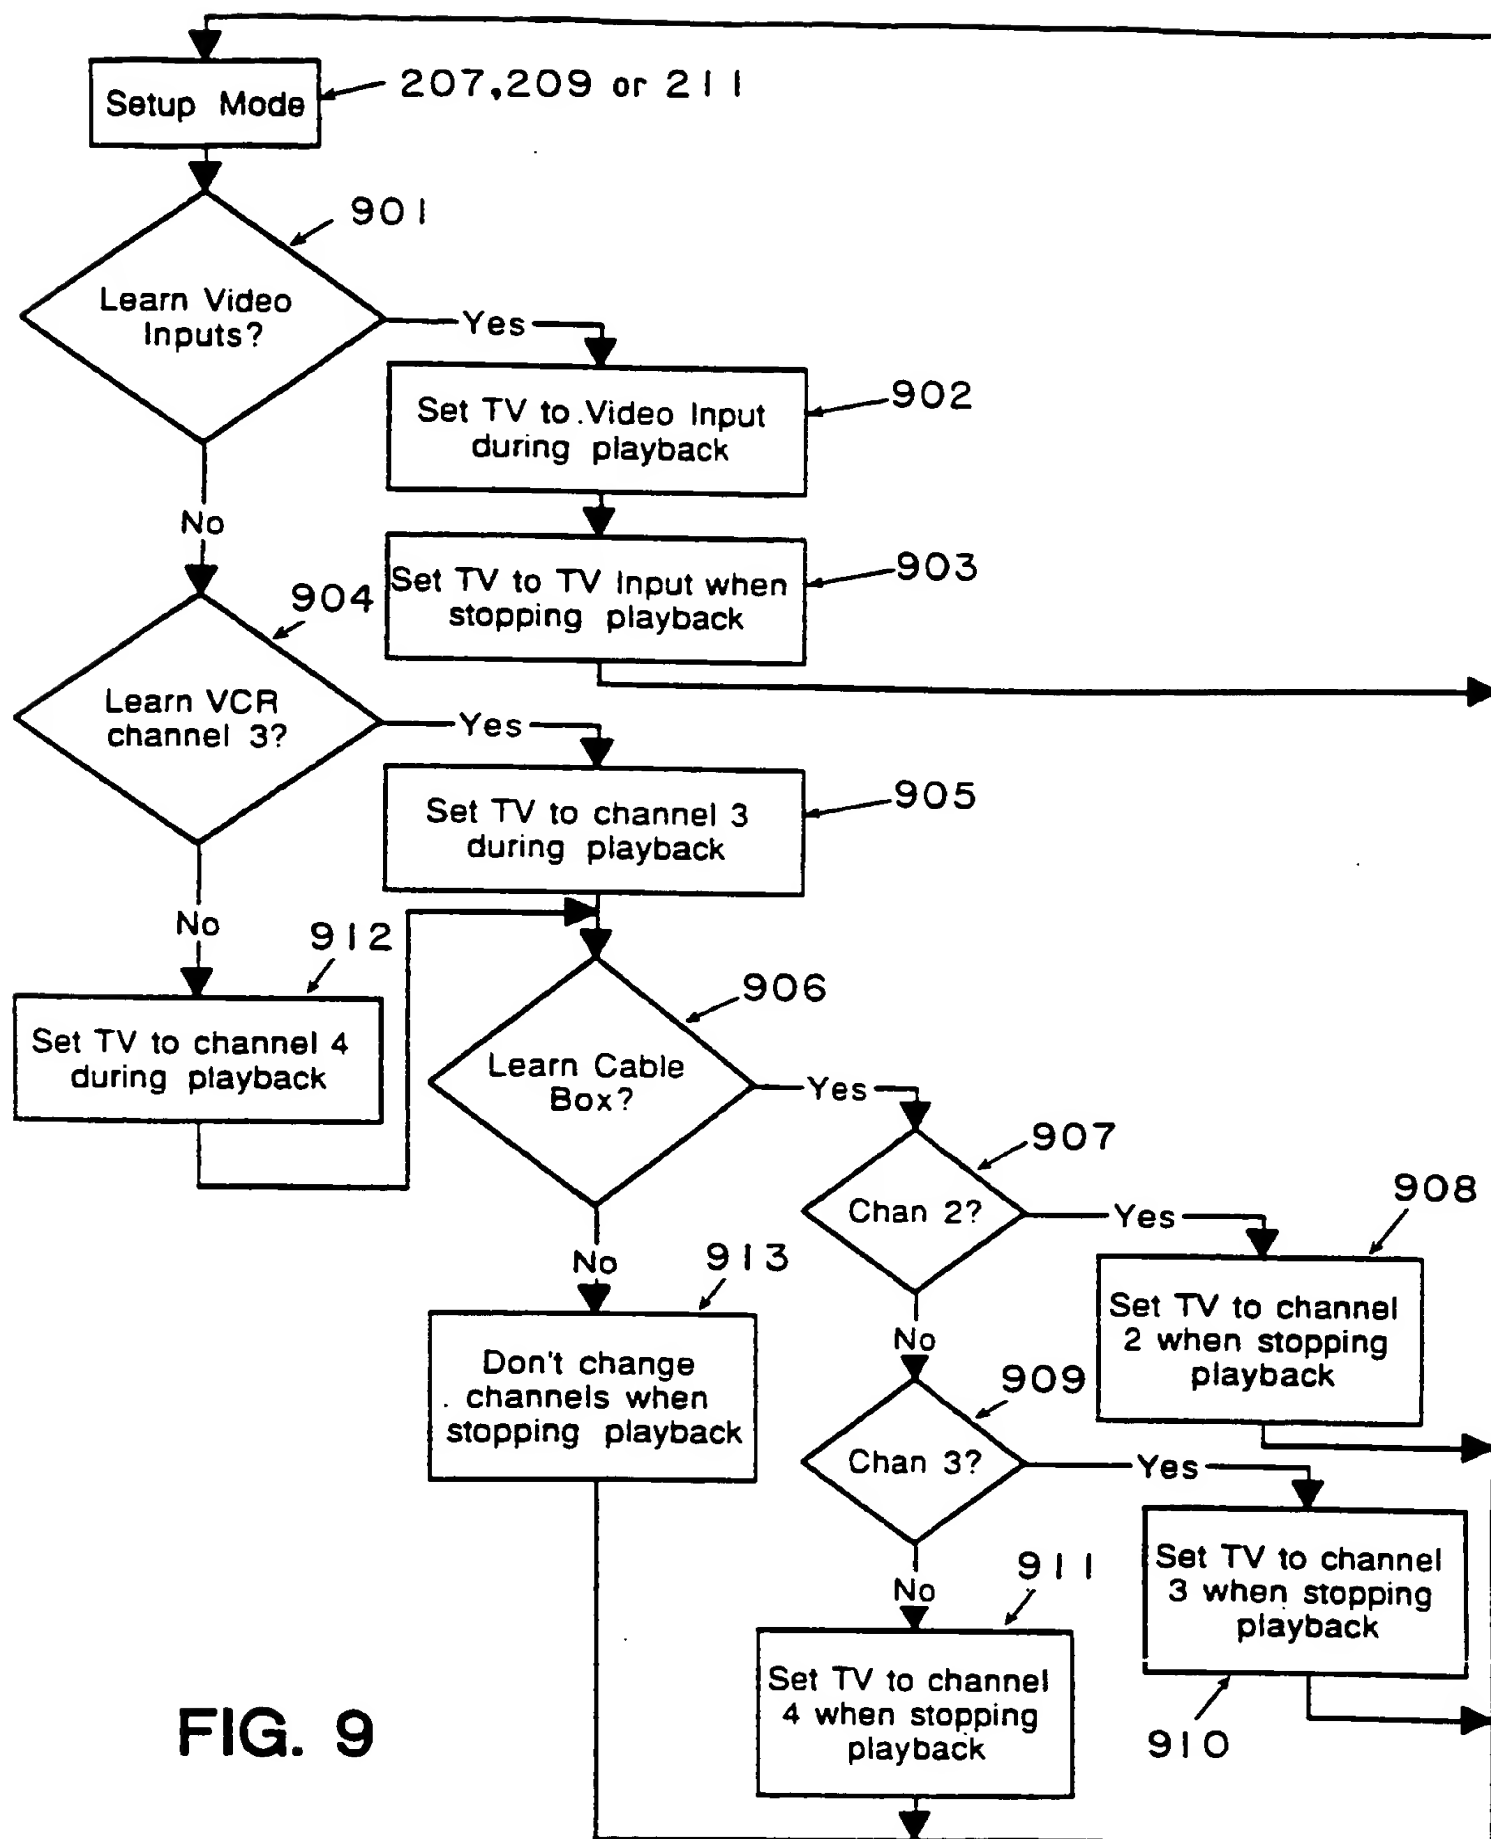 Setup Mode
207,209 or 211
901
Learn Video
Inputs?
Yes
Set TV to Video Input
during playback
902
No
Set TV to TV Input when
stopping playback
903
904
Learn VCR
channel 3?
Yes
Set TV to channel 3
during playback
905
No
912
Set TV to channel 4
during playback
906
Learn Cable
Box?
Yes
907
Chan 2?
Yes
908
Set TV to channel
2 when stopping
playback
No
913
Don't change
channels when
stopping playback
No
909
Chan 3?
Yes
Set TV to channel
3 when stopping
playback
910
No
911
Set TV to channel
4 when stopping
playback
FIG. 9